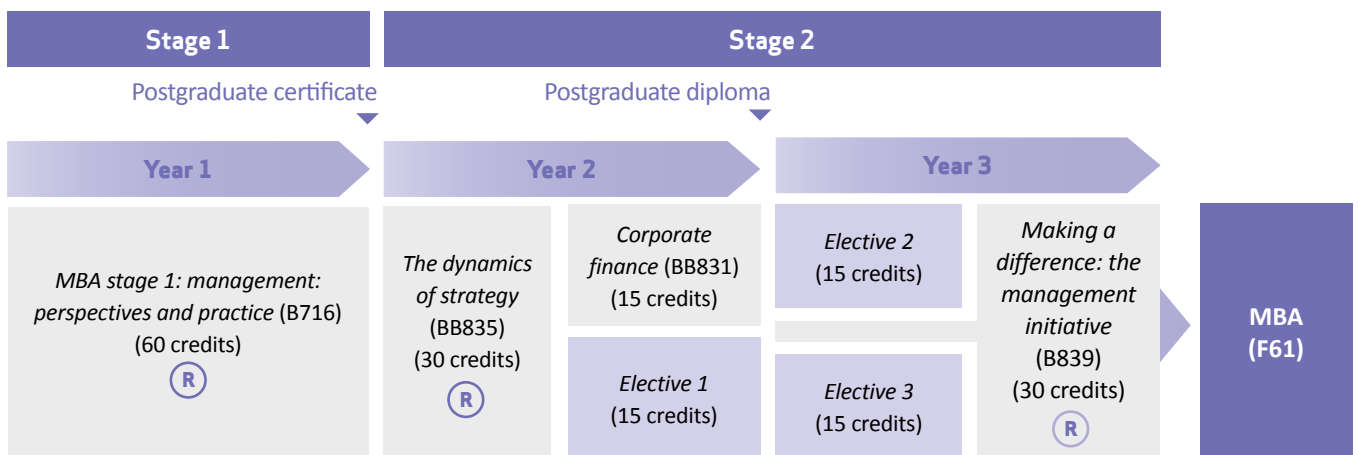 Stage 1
Stage 2
Postgraduate certificate
Postgraduate diploma
Year 1
Year 2
Year 3
MBA stage 1: management:
perspectives and practice (B716)
(60 credits)
R
The dynamics
of strategy
(BB835)
(30 credits)
R
Corporate
finance (BB831)
(15 credits)
Elective 1
(15 credits)
Elective 2
(15 credits)
Elective 3
(15 credits)
Making a
difference: the
management
initiative
(B839)
(30 credits)
R
MBA
(F61)